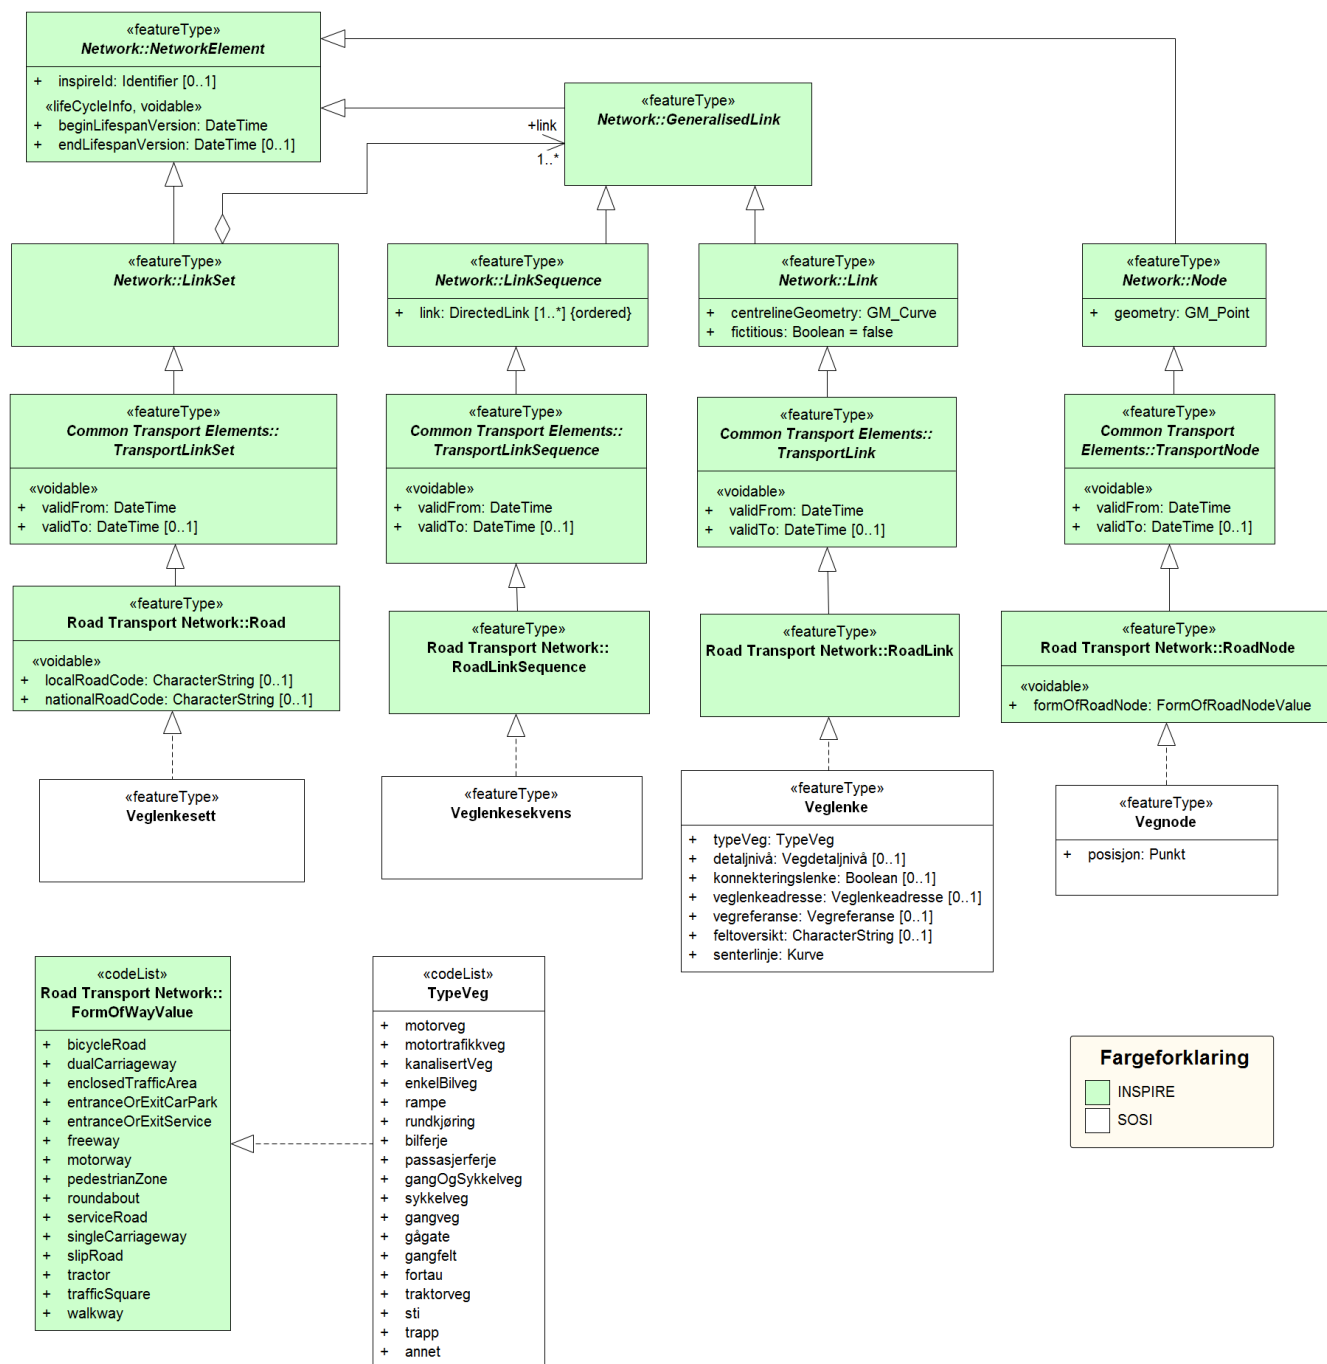 «featureType»
Network::NetworkElement
+ inspireId: Identifier [0..1]
«lifeCycleInfo, voidable»
+ beginLifespanVersion: DateTime
+ endLifespanVersion: DateTime [0..1]
«featureType»
Network::GeneralisedLink
+link
1..*
«featureType»
Network::LinkSet
«featureType»
Network::LinkSequence
+ link: DirectedLink [1..*] {ordered}
«featureType»
Network::Link
+ centrelineGeometry: GM_Curve
+ fictitious: Boolean = false
«featureType»
Network::Node
+ geometry: GM_Point
«featureType»
Common Transport Elements::
TransportLinkSet
«voidable»
+ validFrom: DateTime
+ validTo: DateTime [0..1]
«featureType»
Common Transport Elements::
TransportLinkSequence
«voidable»
+ validFrom: DateTime
+ validTo: DateTime [0..1]
«featureType»
Common Transport Elements::
TransportLink
«voidable»
+ validFrom: DateTime
+ validTo: DateTime [0..1]
«featureType»
Common Transport
Elements::TransportNode
«voidable»
+ validFrom: DateTime
+ validTo: DateTime [0..1]
«featureType»
Road Transport Network::Road
«voidable»
+ localRoadCode: CharacterString [0..1]
+ nationalRoadCode: CharacterString [0..1]
«featureType»
Road Transport Network::
RoadLinkSequence
«featureType»
Road Transport Network::RoadLink
«featureType»
Road Transport Network::RoadNode
«voidable»
+ formOfRoadNode: FormOfRoadNodeValue
«featureType»
Veglenkesett
«featureType»
Veglenkesekvens
«featureType»
Veglenke
+ typeVeg: TypeVeg
+ detaljnivå: Vegdetaljnivå [0..1]
+ konnekteringslenke: Boolean [0..1]
+ veglenkeadresse: Veglenkeadresse [0..1]
+ vegreferanse: Vegreferanse [0..1]
+ feltoversikt: CharacterString [0..1]
+ senterlinje: Kurve
«featureType»
Vegnode
+ posisjon: Punkt
«codeList»
Road Transport Network::
FormOfWayValue
+ bicycleRoad
+ dualCarriageway
+ enclosedTrafficArea
+ entranceOrExitCarPark
+ entranceOrExitService
+ freeway
+ motorway
+ pedestrianZone
+ roundabout
+ serviceRoad
+ singleCarriageway
+ slipRoad
+ tractor
+ trafficSquare
+ walkway
«codeList»
TypeVeg
+ motorveg
+ motortrafikkveg
+ kanalisertVeg
+ enkelBilveg
+ rampe
+ rundkjøring
+ bilferje
+ passasjerferje
+ gangOgSykkelveg
+ sykkelveg
+ gangveg
+ gågate
+ gangfelt
+ fortau
+ traktorveg
+ sti
+ trapp
+ annet
Fargeforklaring
INSPIRE
SOSI